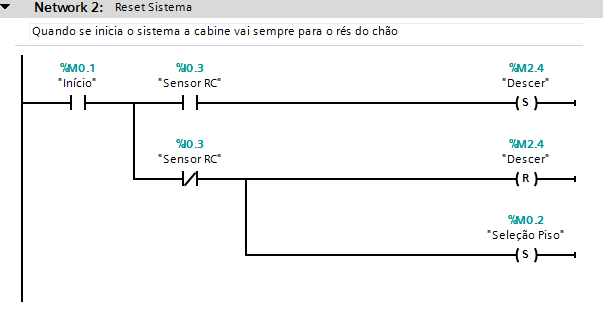 Network 2: Reset Sistema
Quando se inicia o sistema a cabine vai sempre para o rés do chão
%M0.1 %I0.3 %M2.4
"Início" "Sensor RC" "Descer"
S
%I0.3 %M2.4
"Sensor RC" "Descer"
R
%M0.2
"Seleção Piso"
S